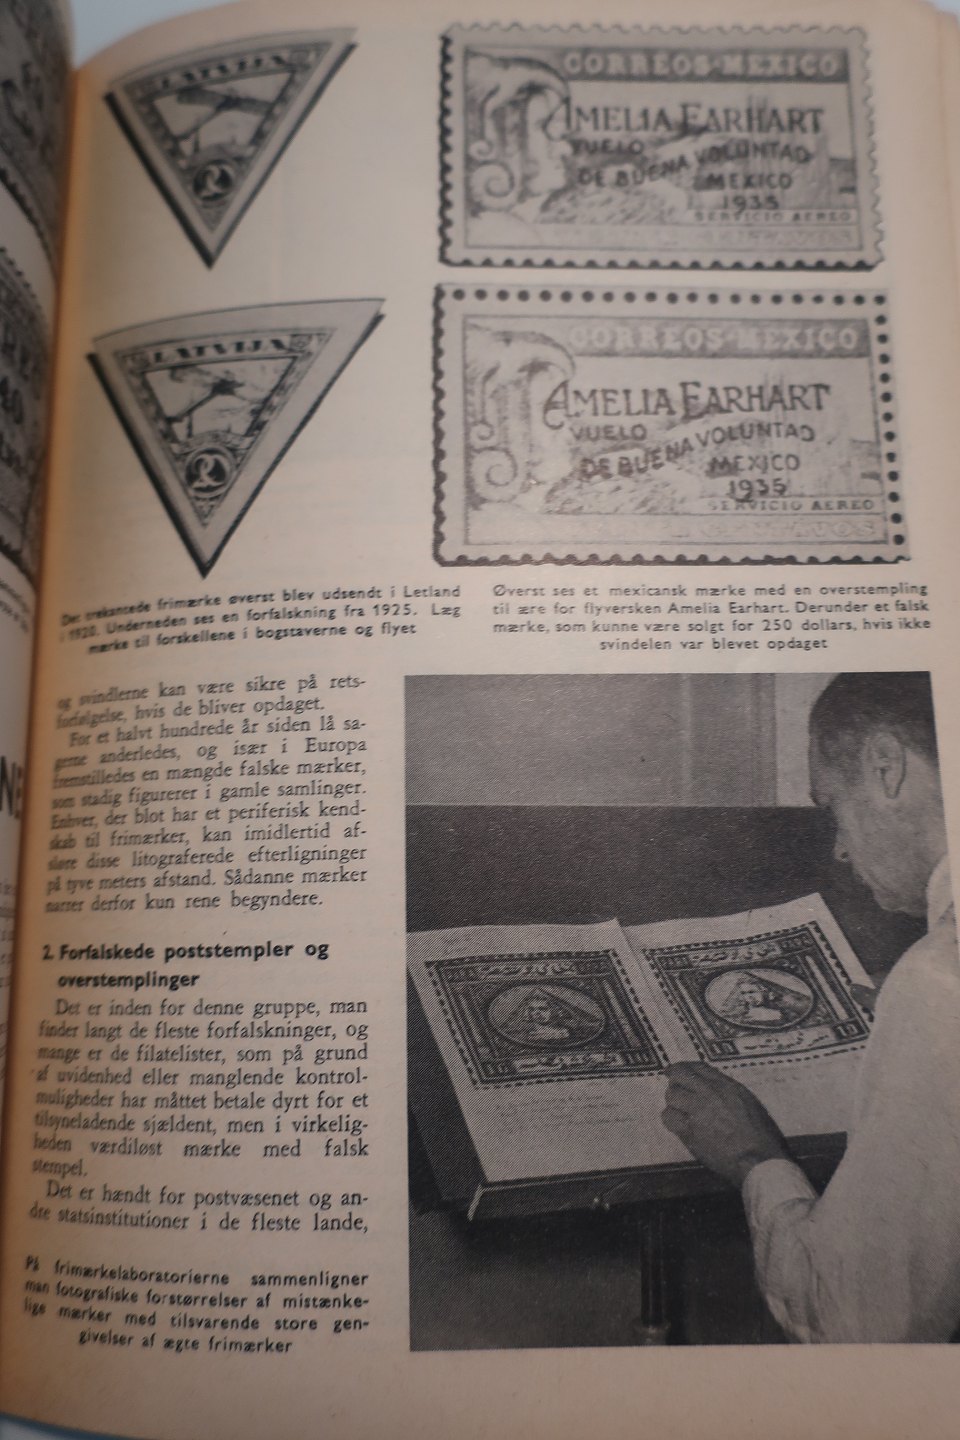 LATVIJA
2
CORREOS-MEXICO
AMELIA EARHART
VUELO
DE BUENA VOLUNTAD
MEXICO
1935
SERVICIO AEREO
LATVIJA
2
CORREOS-MEXICO
AMELIA EARHART
VUELO
DE BUENA VOLUNTAD
MEXICO
1935
SERVICIO AEREO
Det trekantede frimærke øverst blev udsendt i Letland
i 1920. Underneden ses en forfalskning fra 1925. Læg
mærke til forskellene i bogstaverne og flyet
Øverst ses et mexicansk mærke med en overstempling
til ære for flyversken Amelia Earhart. Derunder et falsk
mærke, som kunne være solgt for 250 dollars, hvis ikke
svindelen var blevet opdaget
og svindlerne kan være sikre på rets-
forfølgelse, hvis de bliver opdaget.
For et halvt hundrede år siden lå sa-
gerne anderledes, og især i Europa
fremstilledes en mængde falske mærker,
som stadig figurerer i gamle samlinger.
Enhver, der blot har et periferisk kend-
skab til frimærker, kan imidlertid af-
sløre disse litograferede efterligninger
på tyve meters afstand. Sådanne mærker
narrer derfor kun rene begyndere.
2. Forfalskede poststempler og
overstemplinger
Det er inden for denne gruppe, man
finder langt de fleste forfalskninger, og
mange er de filatelister, som på grund
af uvidenhed eller manglende kontrol-
muligheder har måttet betale dyrt for et
tilsyneladende sjældent, men i virkelig-
heden værdiløst mærke med falsk
stempel.
Det er hændt for postvæsenet og an-
dre statsinstitutioner i de fleste lande,
På frimærkelaboratorierne sammenligner
man fotografiske forstørrelser af mistænke-
lige mærker med tilsvarende store gen-
givelser af ægte frimærker